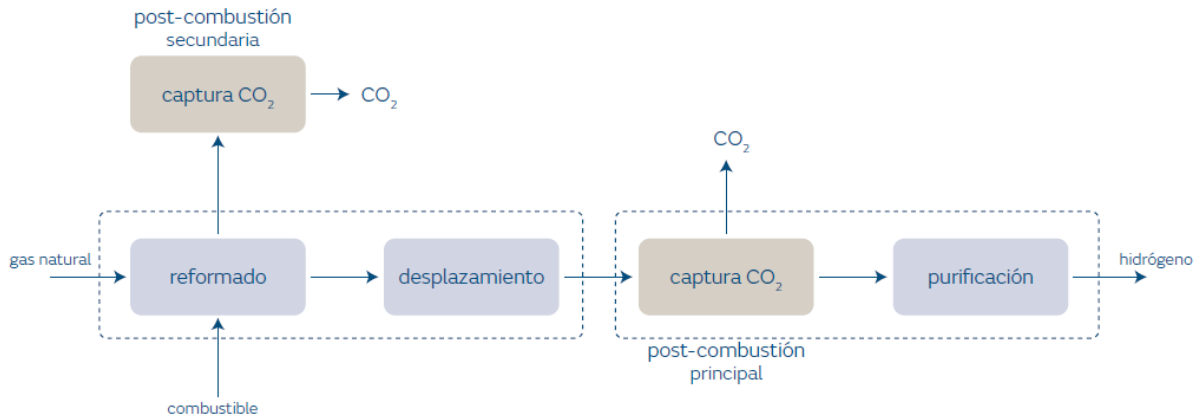 post-combustión
secundaria
captura CO₂
CO₂
CO₂
gas natural
reformado
desplazamiento
captura CO₂
purificación
hidrógeno
post-combustión
principal
combustible